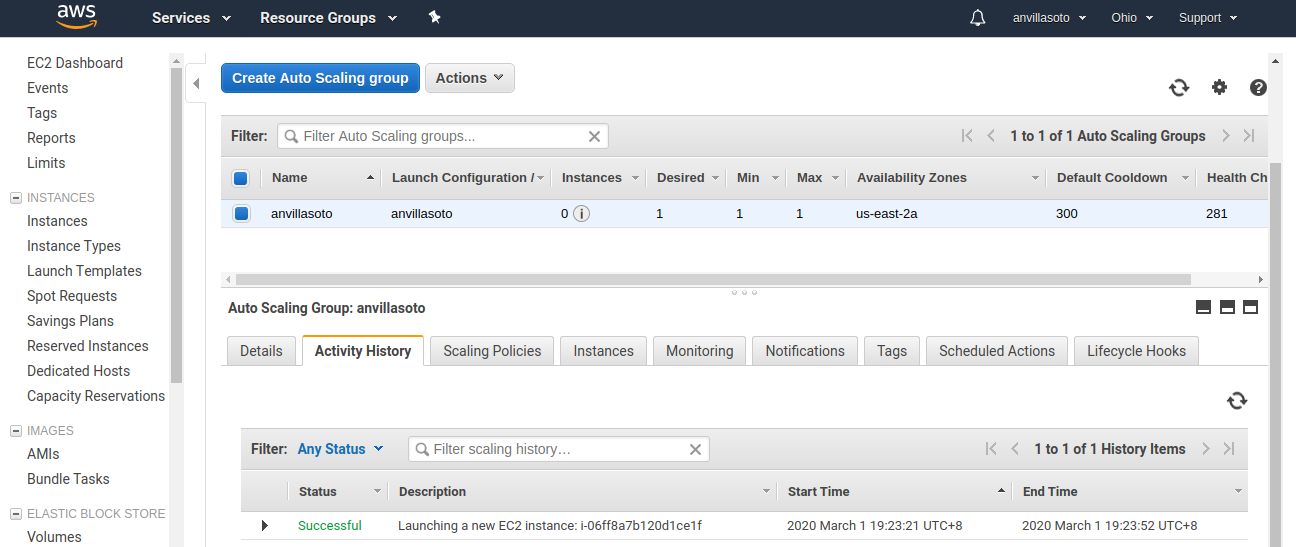 aws Services Resource Groups anvillasoto Ohio Support
EC2 Dashboard
Events
Tags
Reports
Limits
INSTANCES
Instances
Instance Types
Launch Templates
Spot Requests
Savings Plans
Reserved Instances
Dedicated Hosts
Capacity Reservations
IMAGES
AMIs
Bundle Tasks
ELASTIC BLOCK STORE
Volumes
Create Auto Scaling group Actions
Filter: Filter Auto Scaling groups... 1 to 1 of 1 Auto Scaling Groups
Name Launch Configuration / Instances Desired Min Max Availability Zones Default Cooldown Health Ch
anvillasoto anvillasoto 0 1 1 1 us-east-2a 300 281
Auto Scaling Group: anvillasoto
Details Activity History Scaling Policies Instances Monitoring Notifications Tags Scheduled Actions Lifecycle Hooks
Filter: Any Status Filter scaling history… 1 to 1 of 1 History Items
Status Description Start Time End Time
Successful Launching a new EC2 instance: i-06ff8a7b120d1ce1f 2020 March 1 19:23:21 UTC+8 2020 March 1 19:23:52 UTC+8